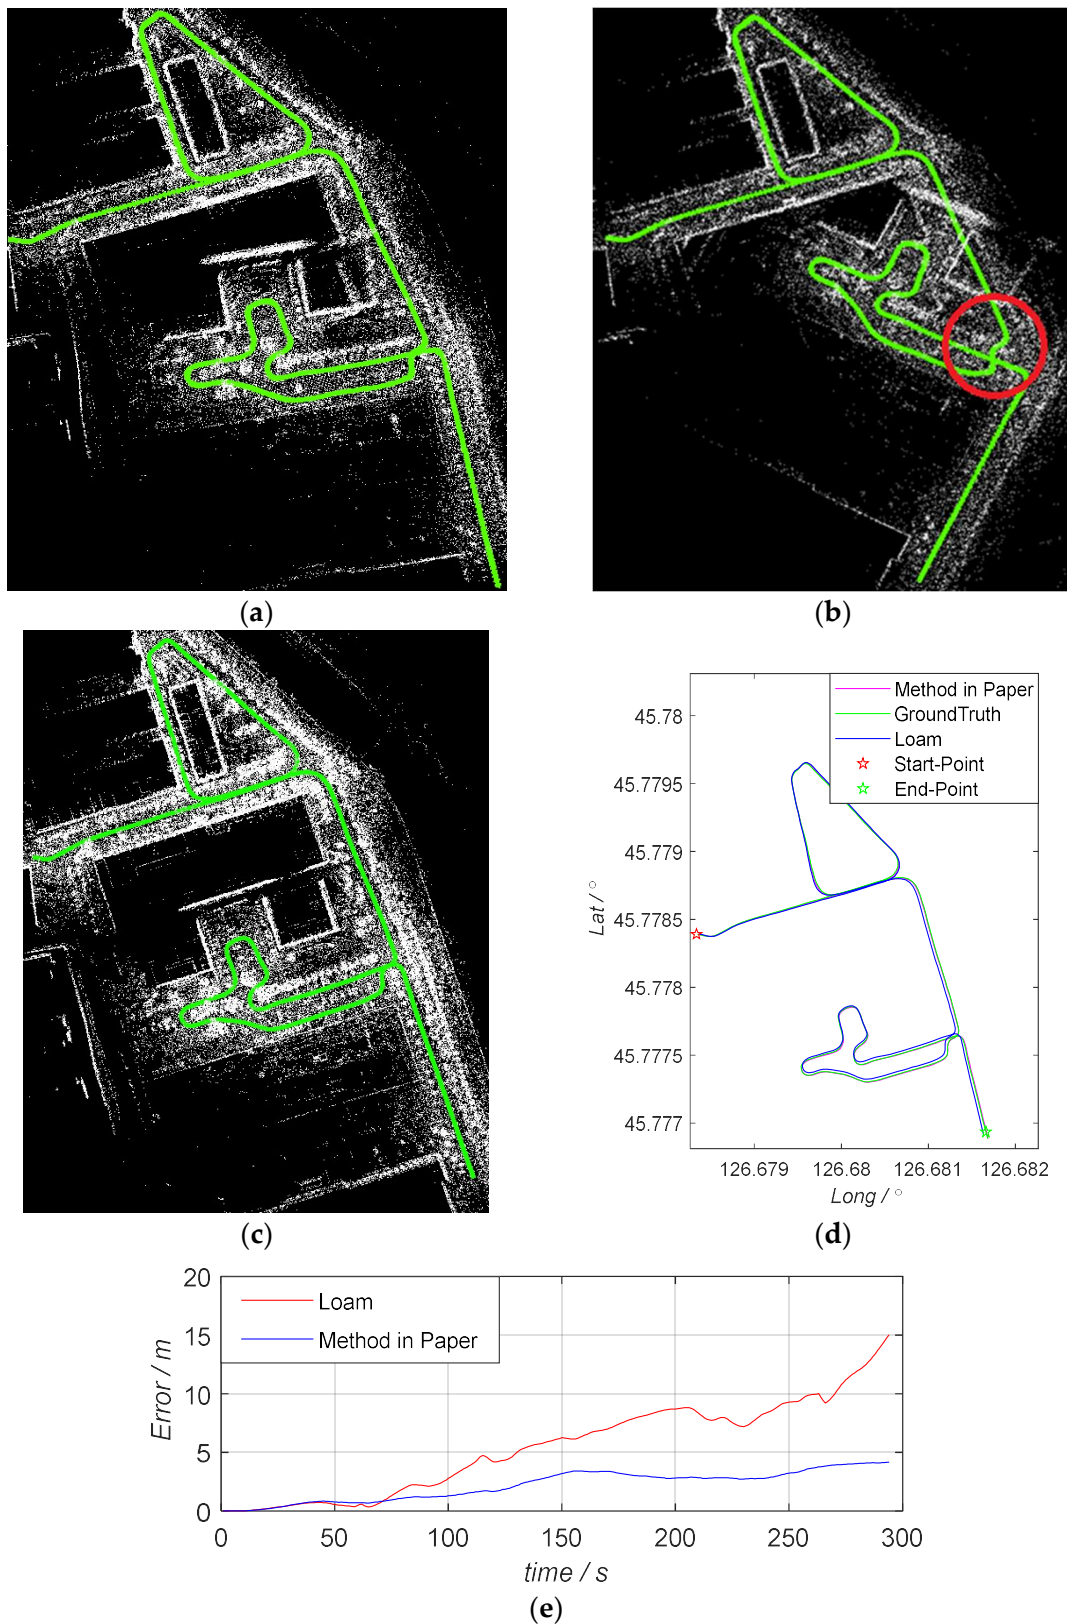 (a)
(b)
(c)
Method in Paper
GroundTruth
Loam
Start-Point
End-Point
45.78
45.7795
45.779
45.7785
45.778
45.7775
45.777
Lat / °
126.679
126.68
126.681
126.682
Long / °
(d)
Loam
Method in Paper
20
15
10
5
0
Error / m
0
50
100
150
200
250
300
time / s
(e)